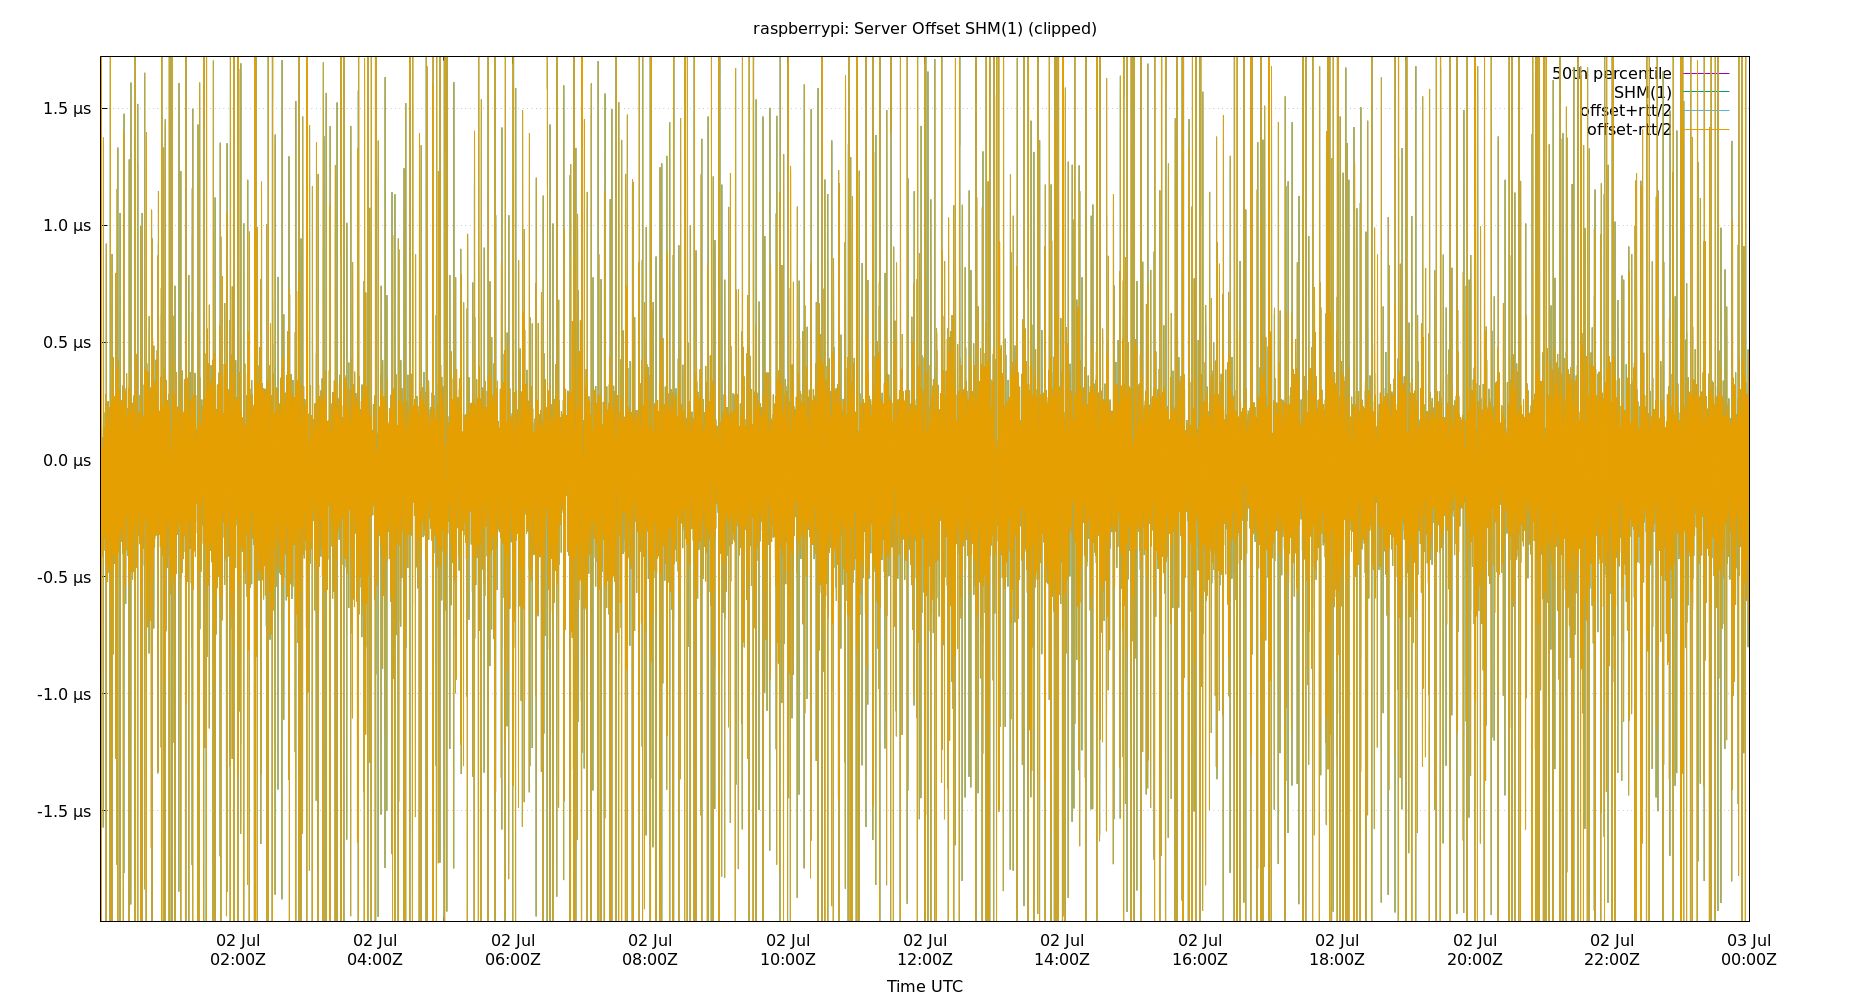 raspberrypi: Server Offset SHM(1) (clipped)
50th percentile
SHM(1)
offset+rtt/2
offset-rtt/2
1.5 µs
1.0 µs
0.5 µs
0.0 µs
-0.5 µs
-1.0 µs
-1.5 µs
02 Jul 02 Jul 02 Jul 02 Jul 02 Jul 02 Jul 02 Jul 02 Jul 02 Jul 02 Jul 02 Jul 03 Jul
02:00Z 04:00Z 06:00Z 08:00Z 10:00Z 12:00Z 14:00Z 16:00Z 18:00Z 20:00Z 22:00Z 00:00Z
Time UTC